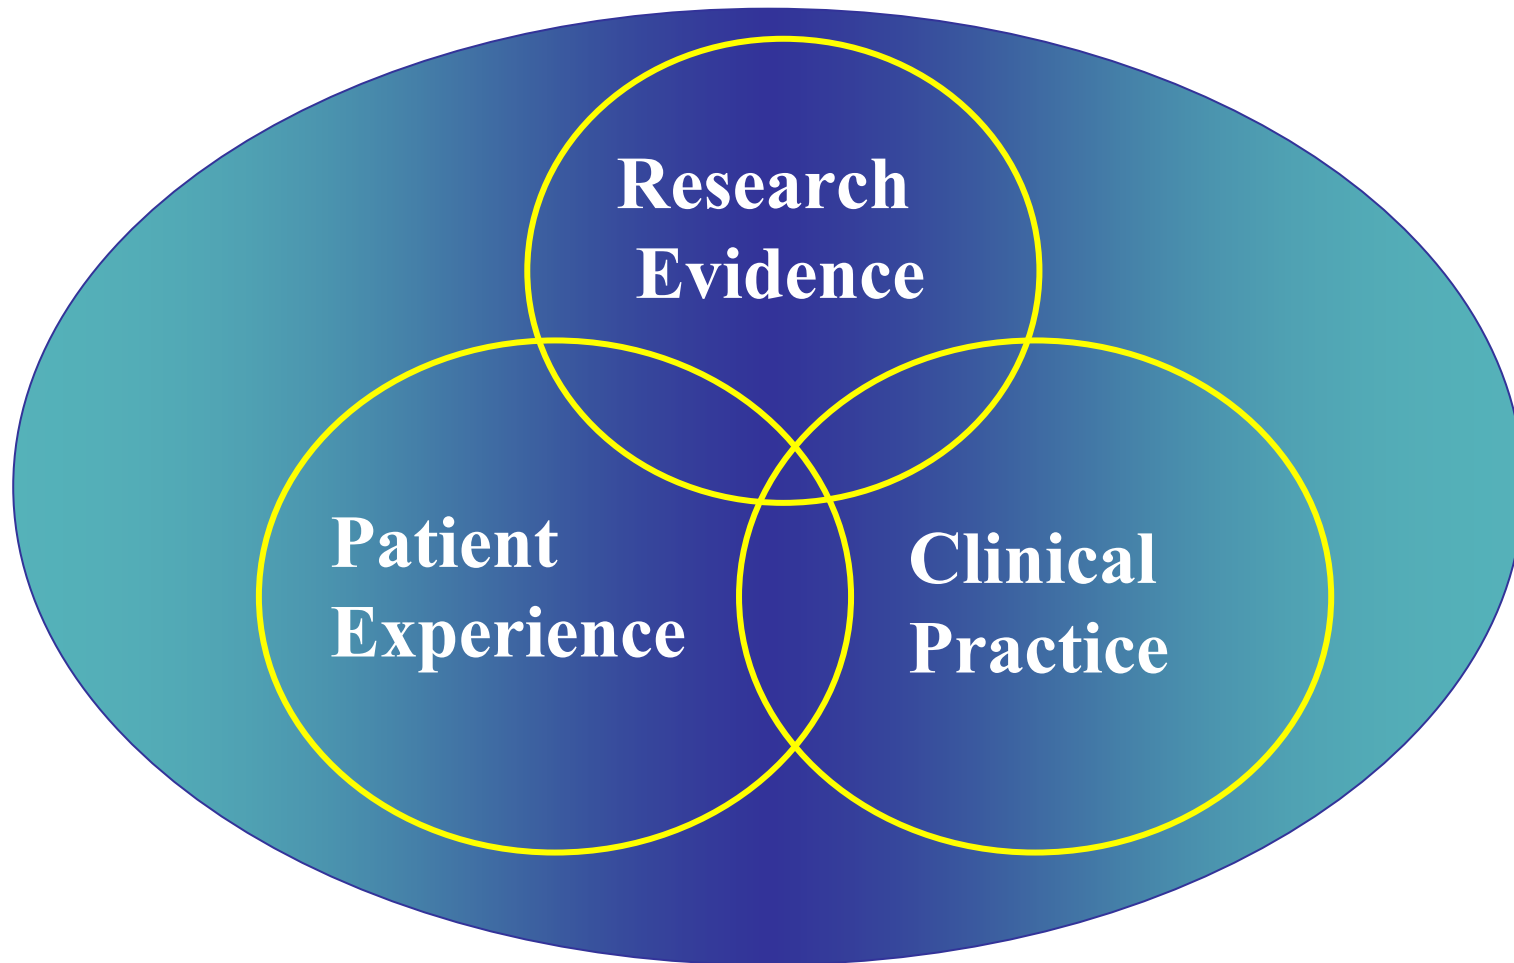 Research
Evidence
Patient
Experience
Clinical
Practice